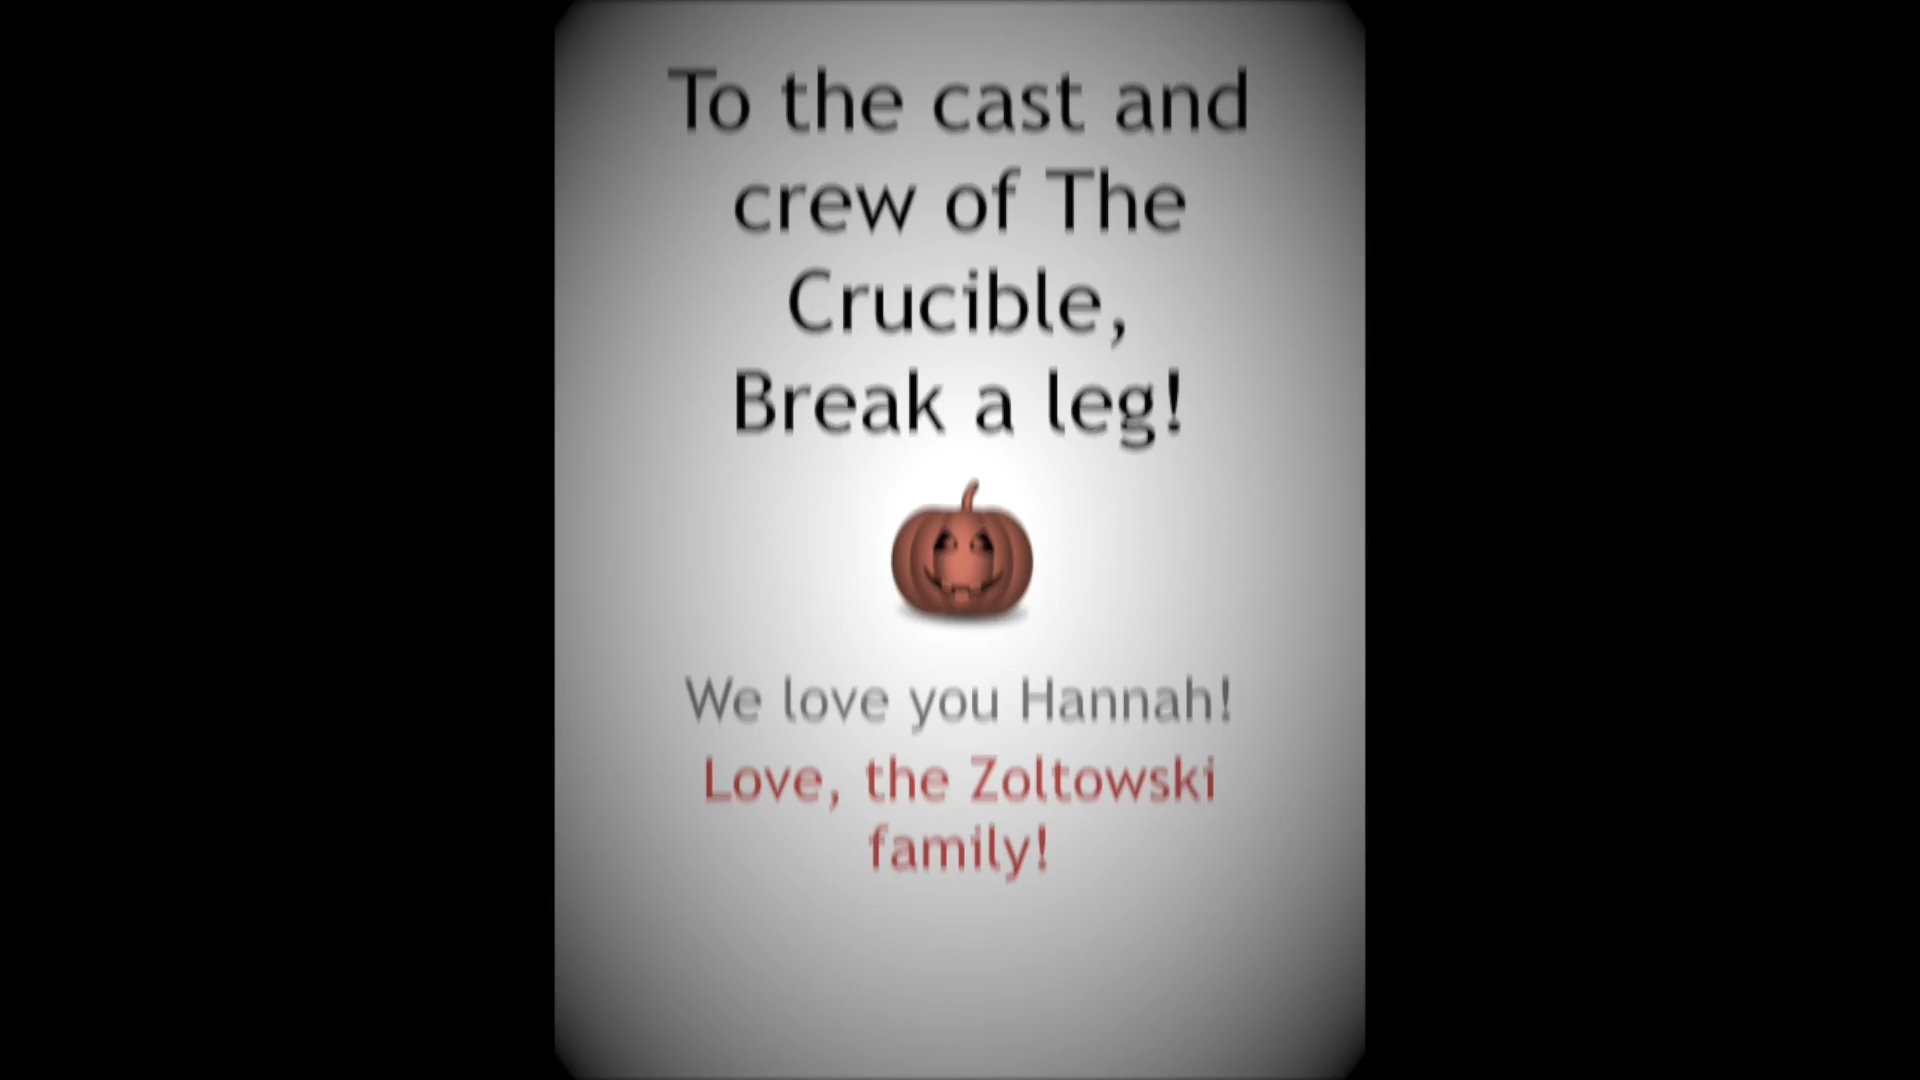 To the cast and
crew of The
Crucible,
Break a leg!
We love you Hannah!
Love, the Zoltowski
family!